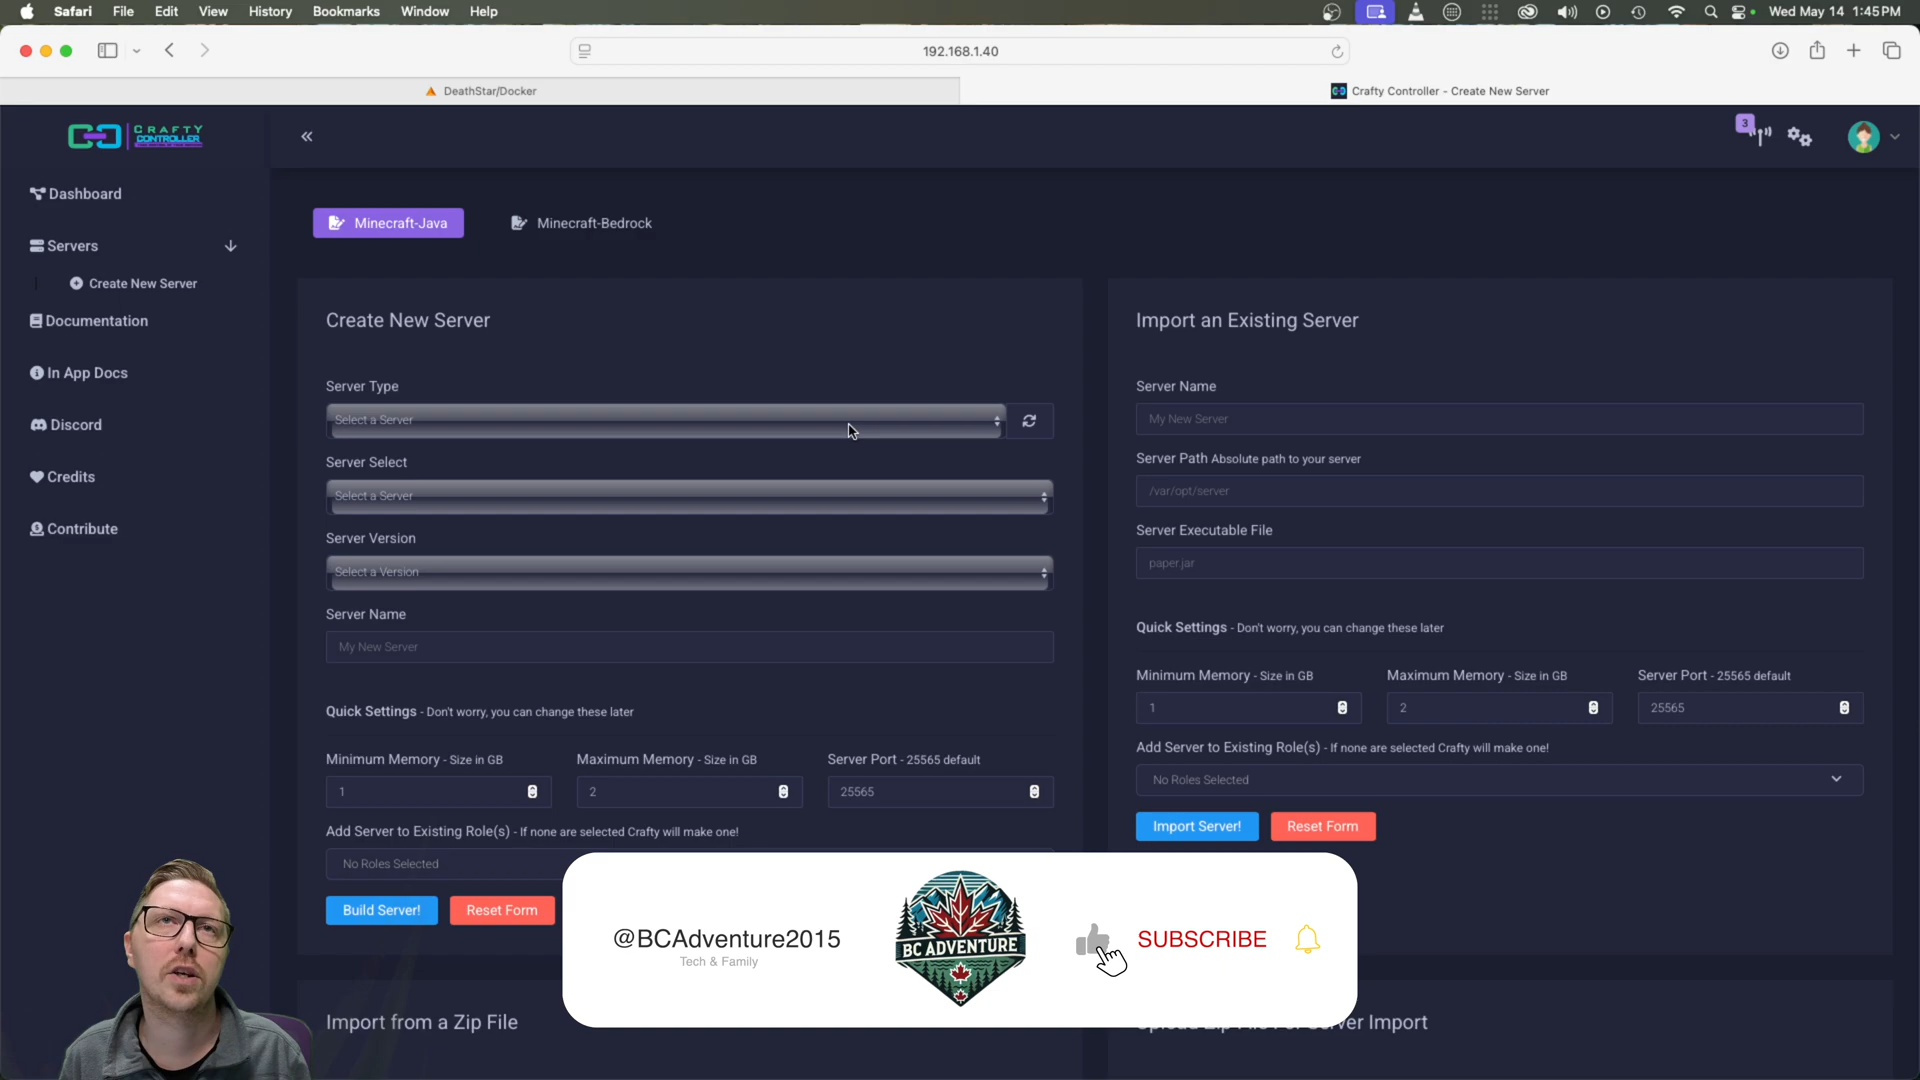 Safari File Edit View History Bookmarks Window Help
Wed May 14 1:45 PM
192.168.1.40
DeathStar/Docker
Crafty Controller - Create New Server
CRAFTY
CONTROLLER
3
Dashboard
Servers
Create New Server
Documentation
In App Docs
Discord
Credits
Contribute
Minecraft-Java
Minecraft-Bedrock
Create New Server
Server Type
Select a Server
Server Select
Select a Server
Server Version
Select a Version
Server Name
My New Server
Quick Settings - Don't worry, you can change these later
Minimum Memory - Size in GB
Maximum Memory - Size in GB
Server Port - 25565 default
1
2
25565
Add Server to Existing Role(s) - If none are selected Crafty will make one!
No Roles Selected
Build Server!
Reset Form
Import an Existing Server
Server Name
My New Server
Server Path Absolute path to your server
/var/opt/server
Server Executable File
paper.jar
Quick Settings - Don't worry, you can change these later
Minimum Memory - Size in GB
Maximum Memory - Size in GB
Server Port - 25565 default
1
2
25565
Add Server to Existing Role(s) - If none are selected Crafty will make one!
No Roles Selected
Import Server!
Reset Form
@BCAdventure2015
Tech & Family
BC ADVENTURE
SUBSCRIBE
Import from a Zip File
Upload Zip File For Server Import